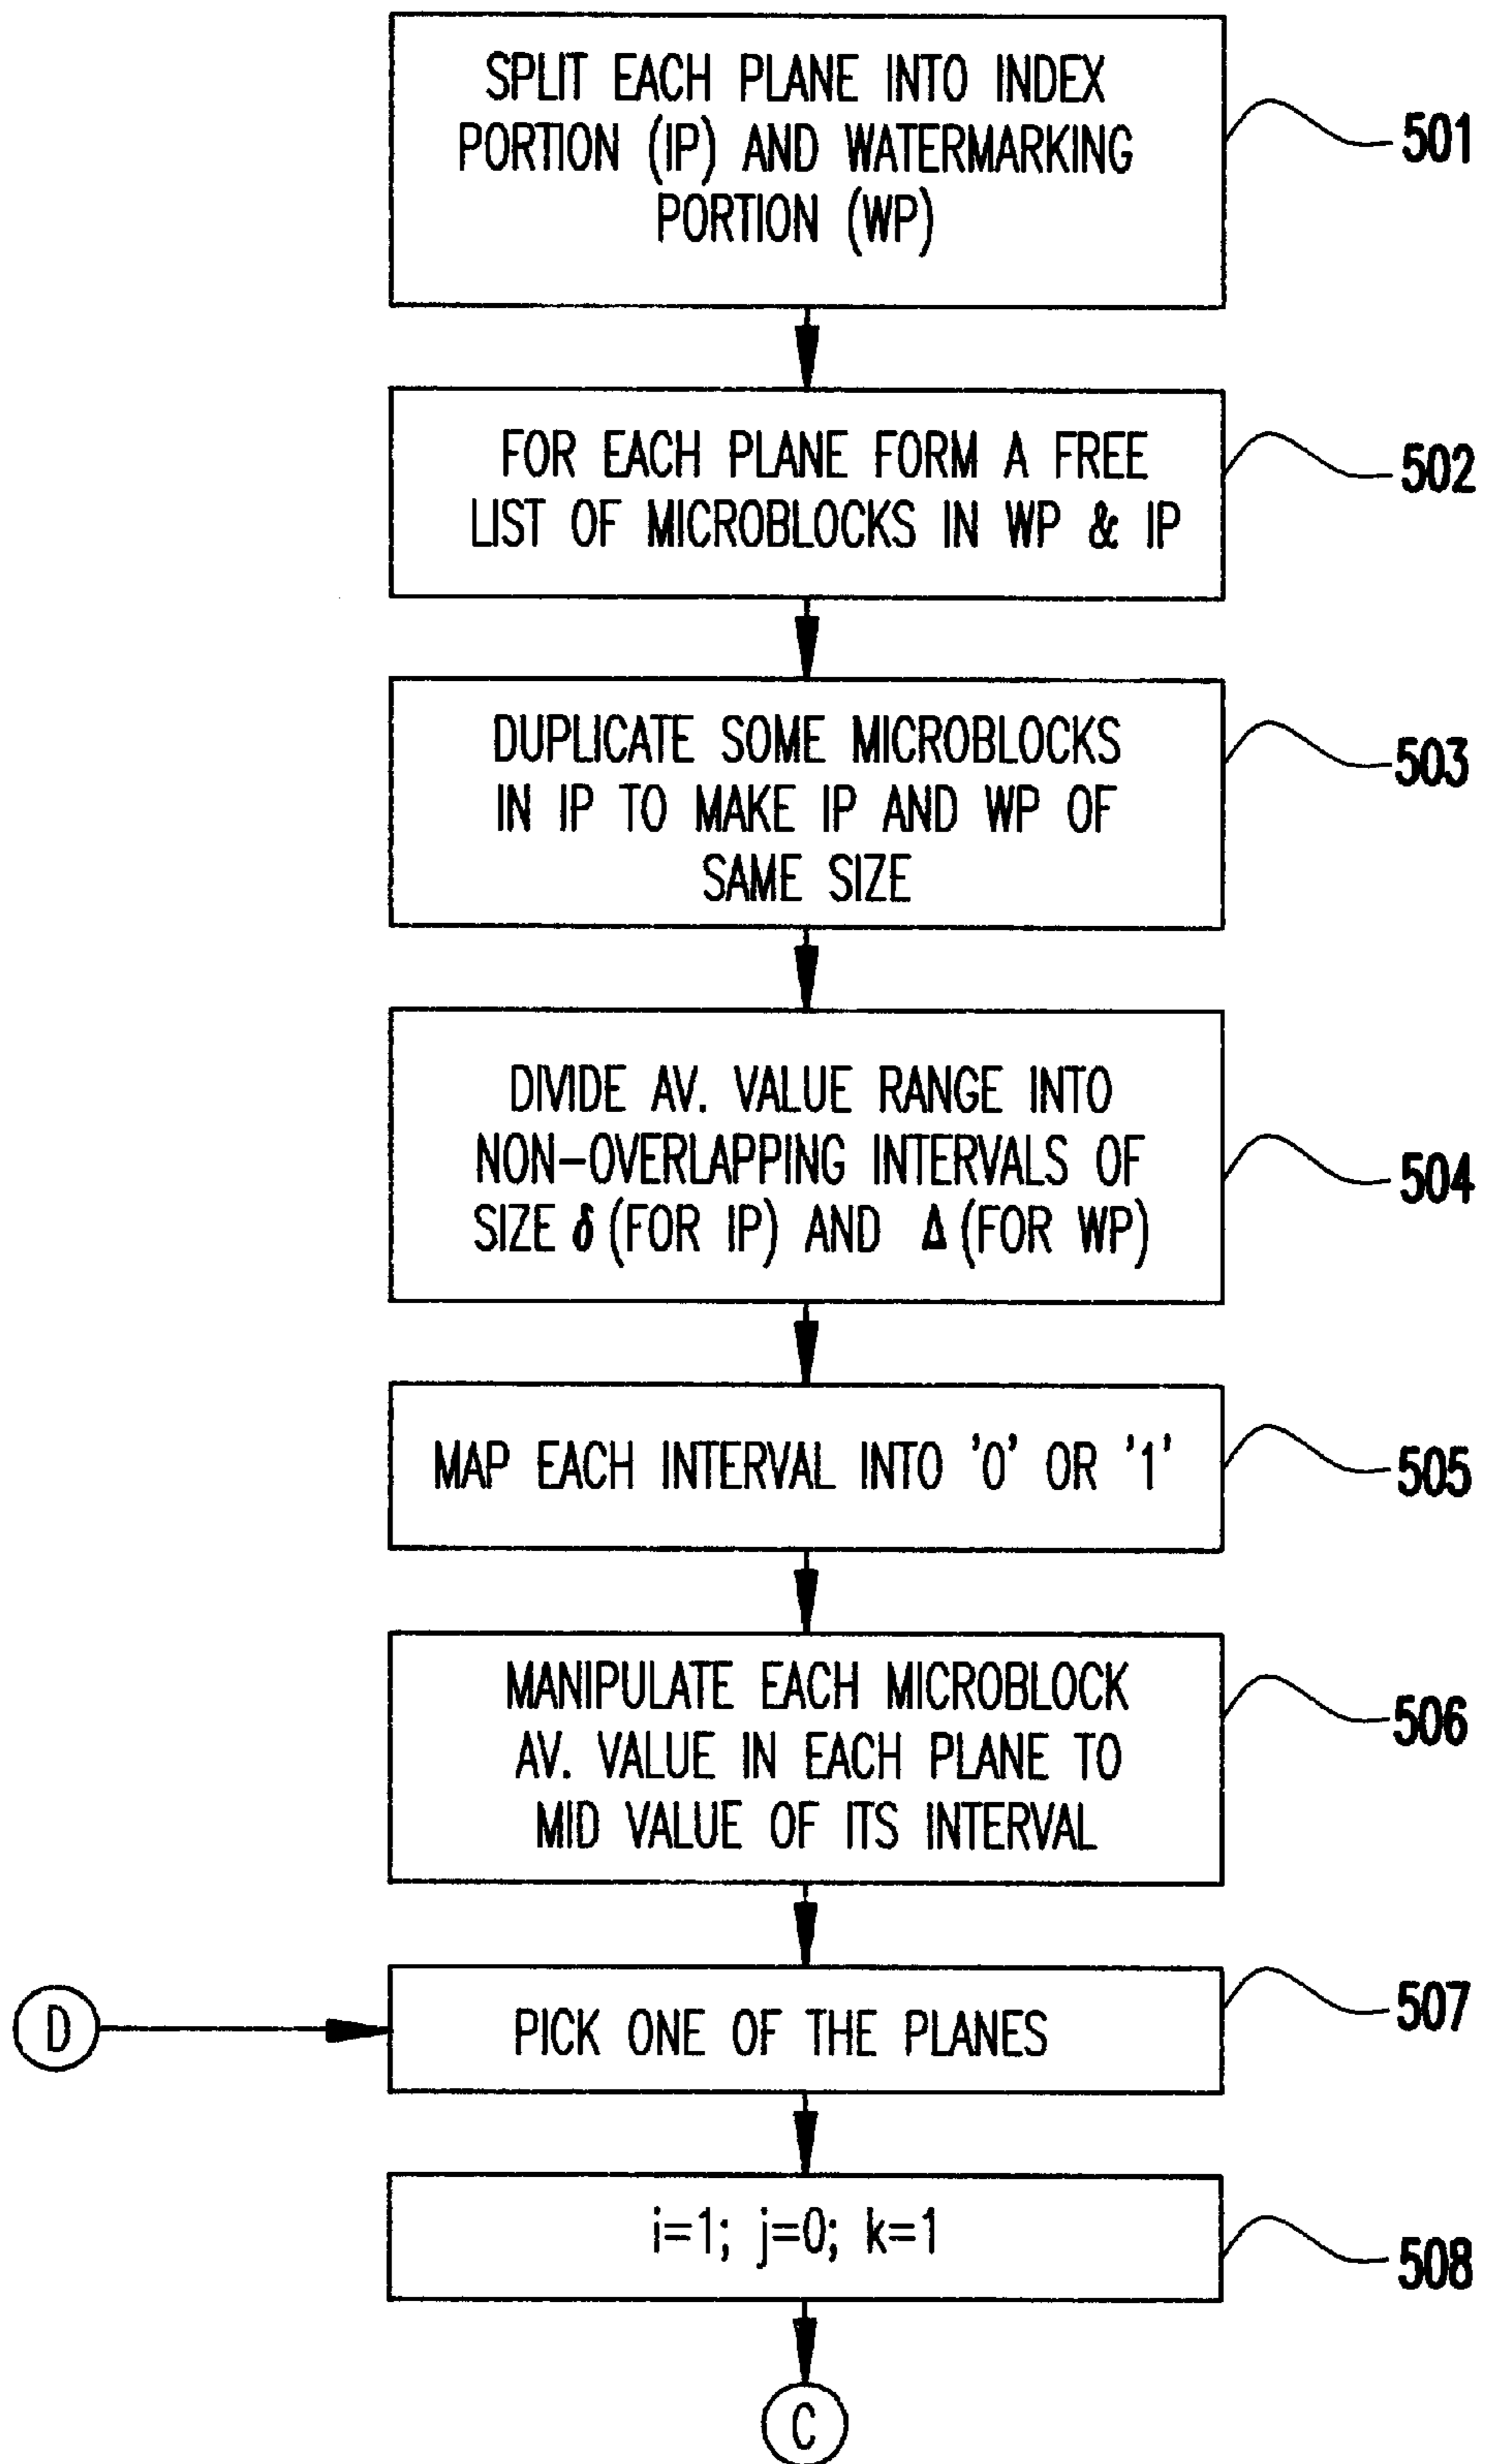 SPLIT EACH PLANE INTO INDEX
PORTION (IP) AND WATERMARKING
PORTION (WP)
501
FOR EACH PLANE FORM A FREE
LIST OF MICROBLOCKS IN WP & IP
502
DUPLICATE SOME MICROBLOCKS
IN IP TO MAKE IP AND WP OF
SAME SIZE
503
DIVIDE AV. VALUE RANGE INTO
NON-OVERLAPPING INTERVALS OF
SIZE δ (FOR IP) AND Δ (FOR WP)
504
MAP EACH INTERVAL INTO '0' OR '1'
505
MANIPULATE EACH MICROBLOCK
AV. VALUE IN EACH PLANE TO
MID VALUE OF ITS INTERVAL
506
D
PICK ONE OF THE PLANES
507
i=1; j=0; k=1
508
C